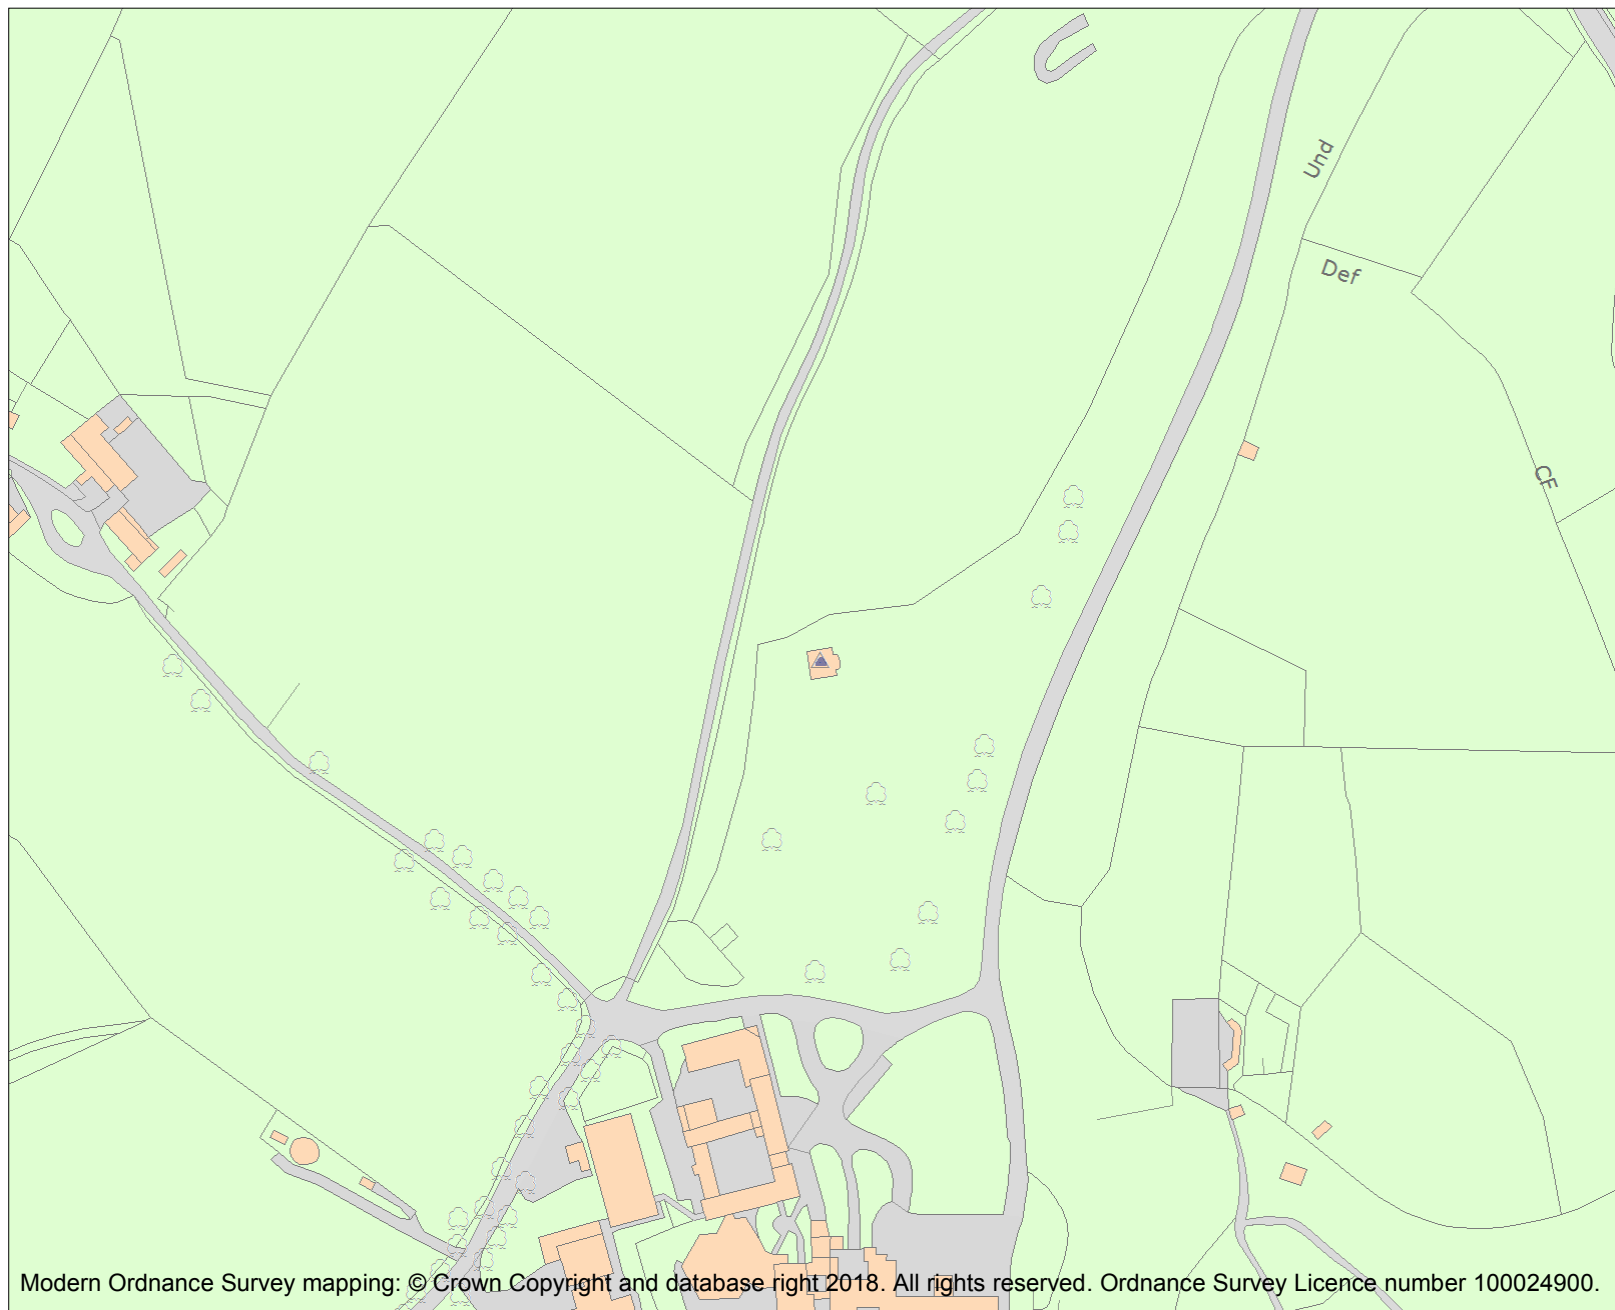 Und
Def
CF
Modern Ordnance Survey mapping: © Crown Copyright and database right 2018. All rights reserved. Ordnance Survey Licence number 100024900.